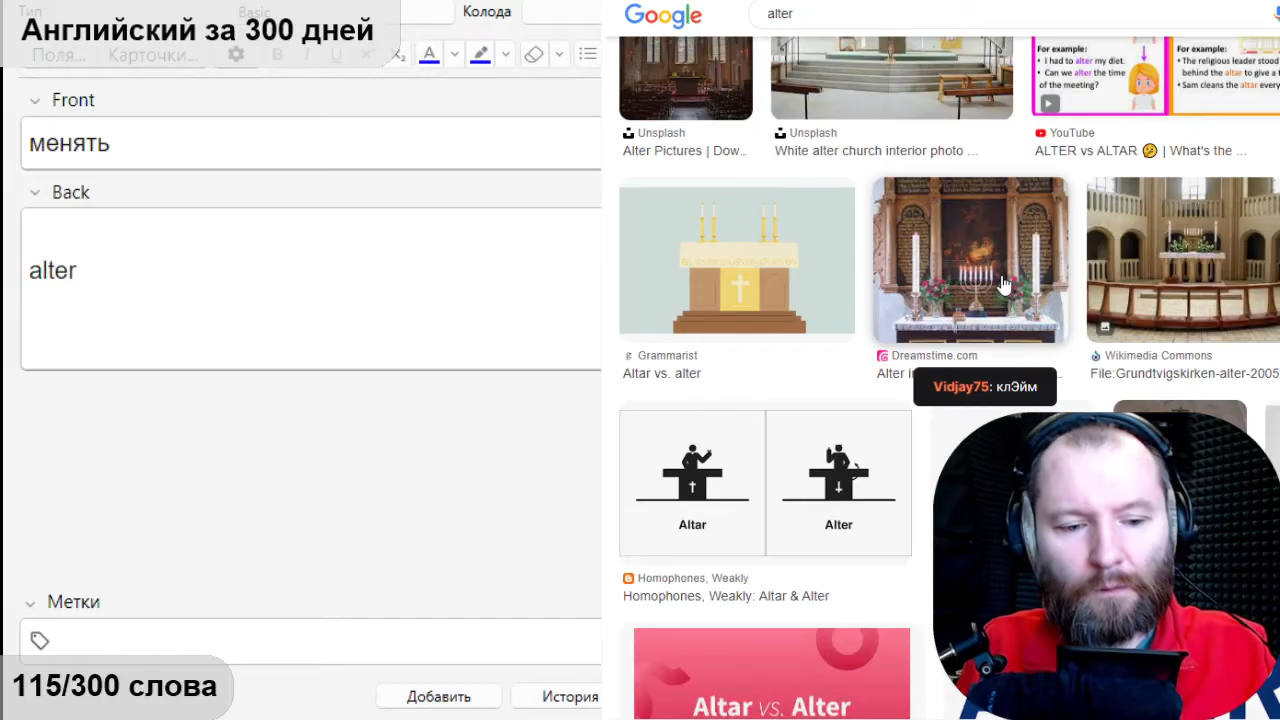 Тип
Basic
Колода
Английский за 300 дней
Поля...
Карточки...
B
I
U
A
Front
менять
Back
alter
Метки
115/300 слова
Добавить
История
Google
alter
For example:
• I had to alter my diet.
• Can we alter the time
of the meeting?
For example:
• The religious leader stood
behind the altar to give a
• Sam cleans the altar every
Unsplash
Alter Pictures | Dow...
Unsplash
White alter church interior photo ...
YouTube
ALTER vs ALTAR 🤔 | What's the ...
Grammarist
Altar vs. alter
Dreamstime.com
Alter
Wikimedia Commons
File:Grundtvigskirken-alter-2005
Vidjay75: клЭйм
Altar
Alter
Homophones, Weakly
Homophones, Weakly: Altar & Alter
Altar vs. Alter